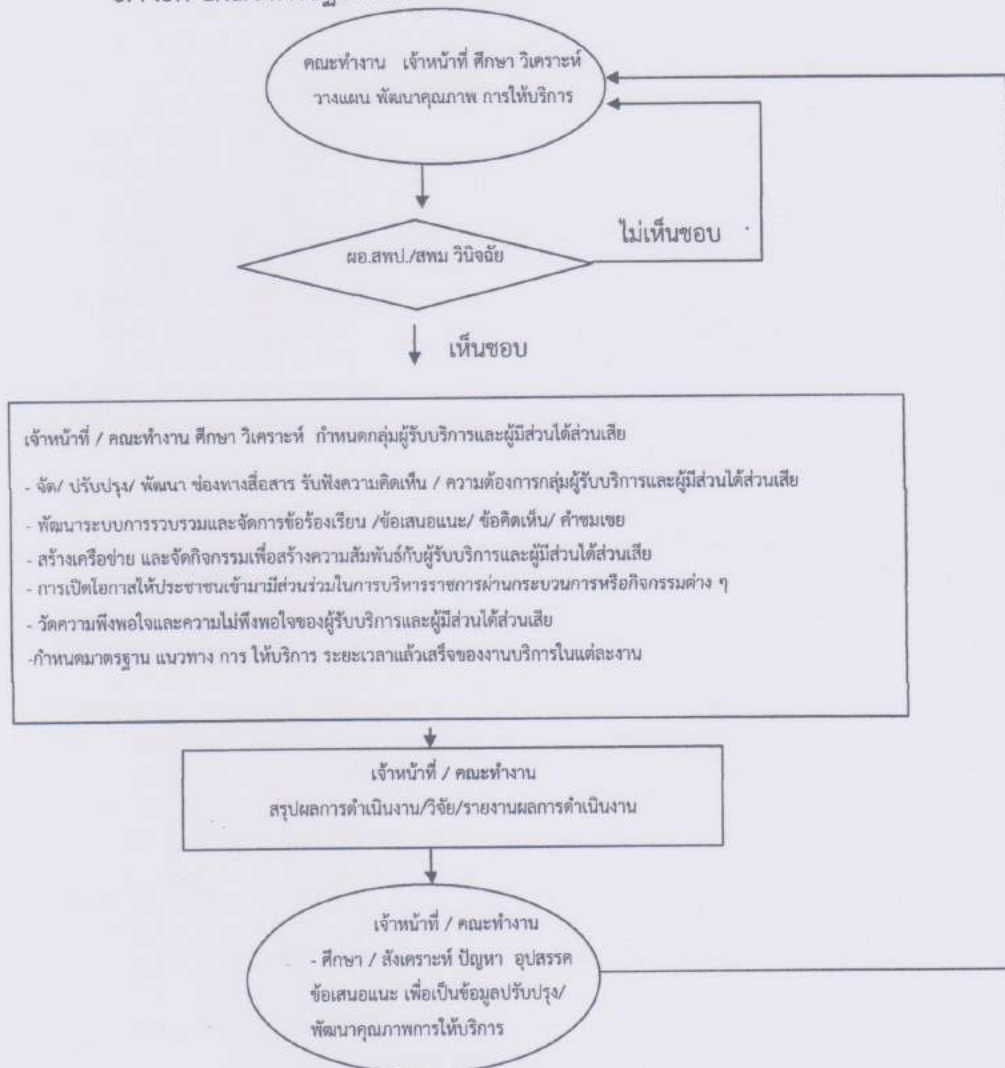 คณะทำงาน เจ้าหน้าที่ ศึกษา วิเคราะห์
วางแผน พัฒนาคุณภาพ การให้บริการ
ผอ.สพป./สพม วินิจฉัย
ไม่เห็นชอบ
เห็นชอบ
เจ้าหน้าที่ / คณะทำงาน ศึกษา วิเคราะห์ กำหนดกลุ่มผู้รับบริการและผู้มีส่วนได้ส่วนเสีย
- จัด/ ปรับปรุง/ พัฒนา ช่องทางสื่อสาร รับฟังความคิดเห็น / ความต้องการกลุ่มผู้รับบริการและผู้มีส่วนได้ส่วนเสีย
- พัฒนาระบบการรวบรวมและจัดการข้อร้องเรียน /ข้อเสนอแนะ/ ข้อคิดเห็น/ คำชมเชย
- สร้างเครือข่าย และจัดกิจกรรมเพื่อสร้างความสัมพันธ์กับผู้รับบริการและผู้มีส่วนได้ส่วนเสีย
- การเปิดโอกาสให้ประชาชนเข้ามามีส่วนร่วมในการบริหารราชการผ่านกระบวนการหรือกิจกรรมต่าง ๆ
- วัดความพึงพอใจและความไม่พึงพอใจของผู้รับบริการและผู้มีส่วนได้ส่วนเสีย
-กำหนดมาตรฐาน แนวทาง การ ให้บริการ ระยะเวลาแล้วเสร็จของงานบริการในแต่ละงาน
เจ้าหน้าที่ / คณะทำงาน
สรุปผลการดำเนินงาน/วิจัย/รายงานผลการดำเนินงาน
เจ้าหน้าที่ / คณะทำงาน
- ศึกษา / สังเคราะห์ ปัญหา อุปสรรค
ข้อเสนอแนะ เพื่อเป็นข้อมูลปรับปรุง/
พัฒนาคุณภาพการให้บริการ